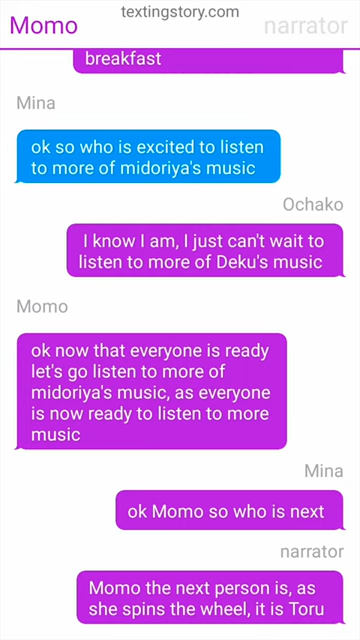 textingstory.com
Momo
narrator
breakfast
Mina
ok so who is excited to listen
to more of midoriya's music
Ochako
I know I am, I just can't wait to
listen to more of Deku's music
Momo
ok now that everyone is ready
let's go listen to more of
midoriya's music, as everyone
is now ready to listen to more
music
Mina
ok Momo so who is next
narrator
Momo the next person is, as
she spins the wheel, it is Toru